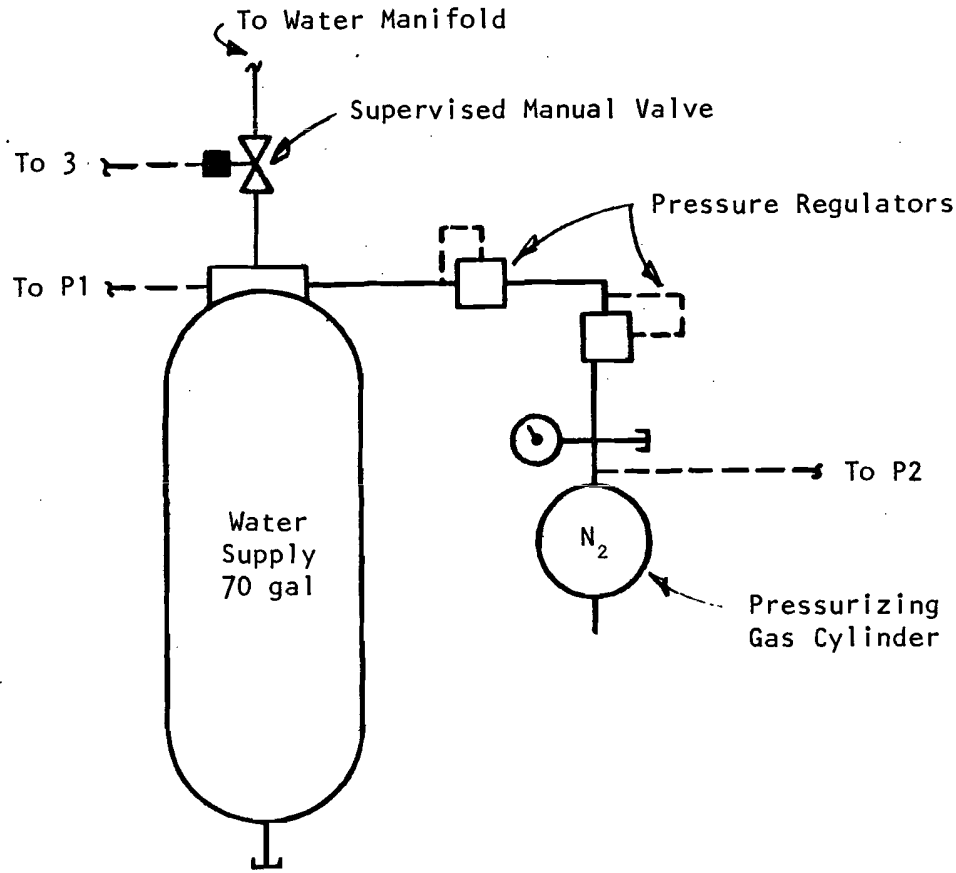 To Water Manifold
Supervised Manual Valve
To 3
Pressure Regulators
To P1
To P2
Water
Supply
70 gal
N₂
Pressurizing
Gas Cylinder